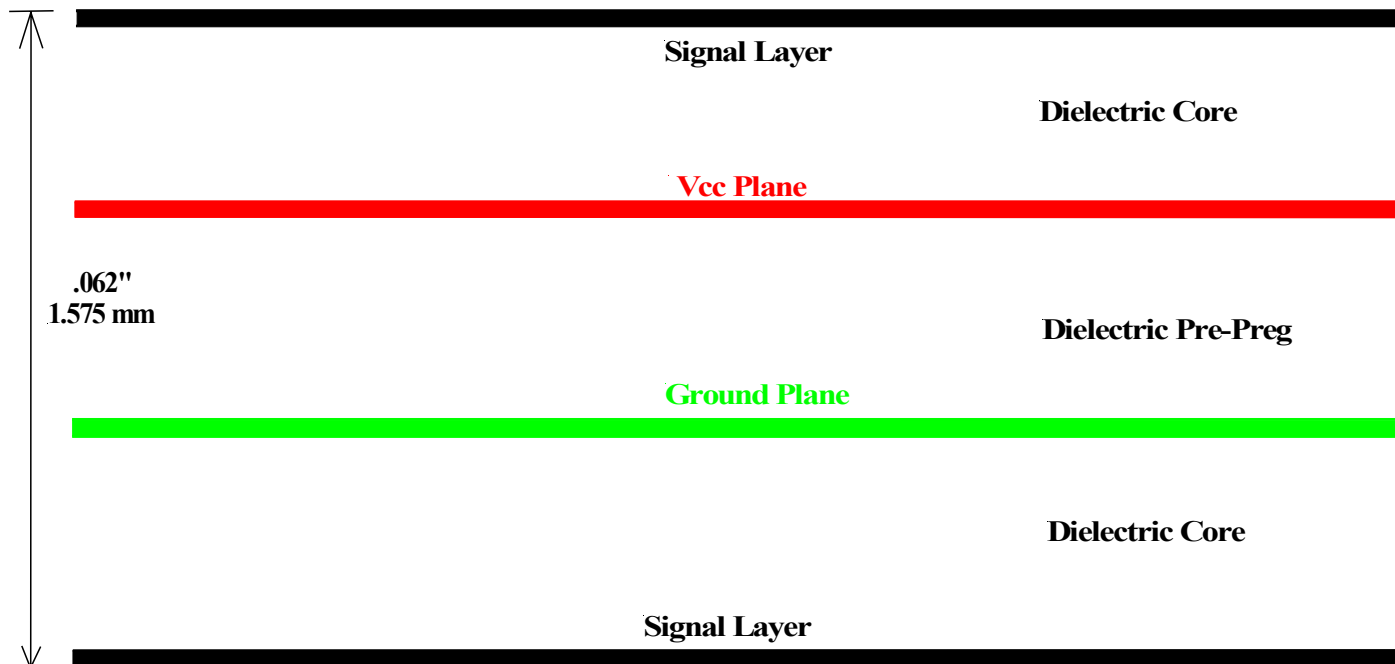 Signal Layer
Dielectric Core
Vcc Plane
.062"
1.575 mm
Dielectric Pre-Preg
Ground Plane
Dielectric Core
Signal Layer